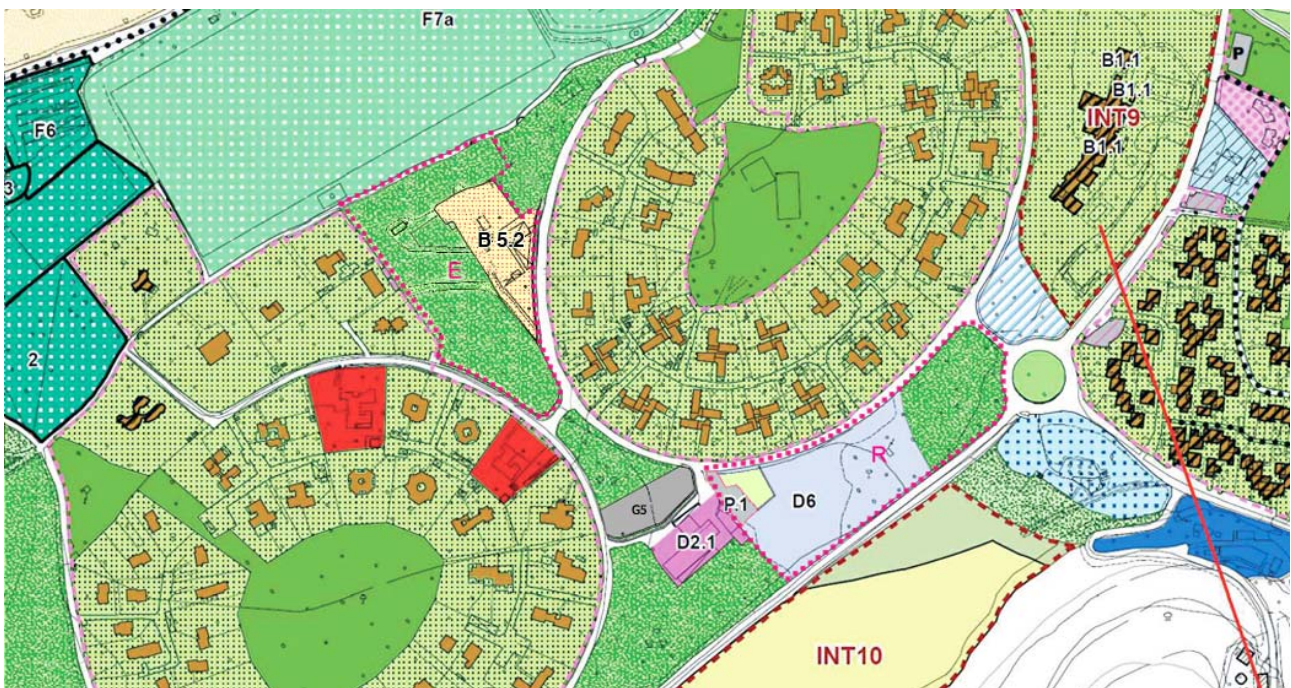 F7a
P
B1.1
B1.1
INT9
B1.1
F6
3
B 5.2
E
2
R
P.1
D6
G5
D2.1
INT10